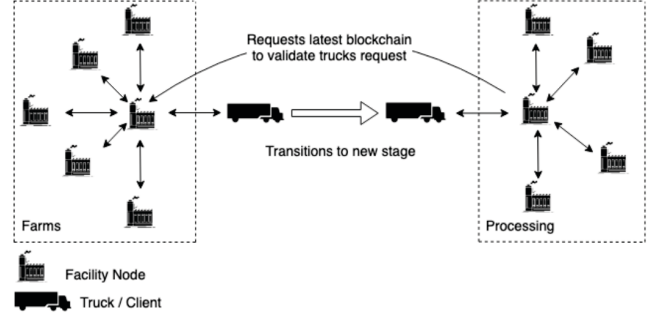 Requests latest blockchain
to validate trucks request
Transitions to new stage
Farms
Processing
Facility Node
Truck / Client